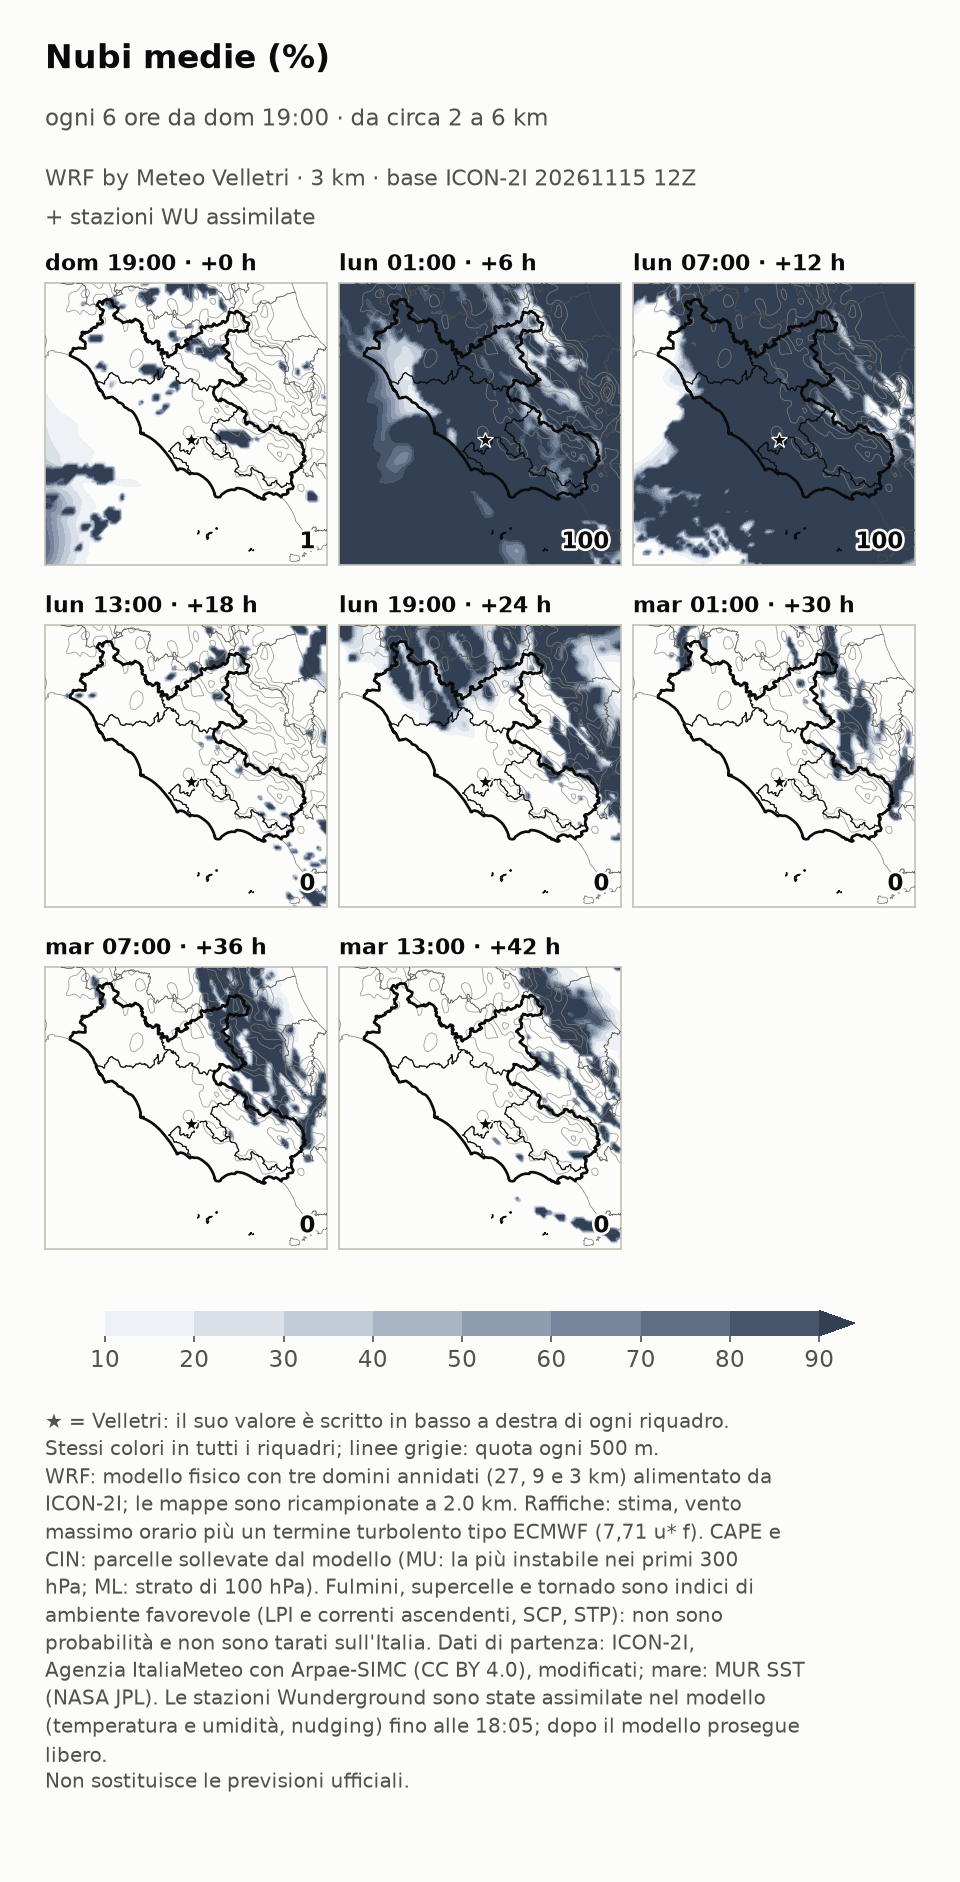 Nubi medie (%)
ogni 6 ore da dom 19:00 · da circa 2 a 6 km
WRF by Meteo Velletri · 3 km · base ICON-2I 20261115 12Z
+ stazioni WU assimilate
dom 19:00 · +0 h
1
lun 01:00 · +6 h
100
lun 07:00 · +12 h
100
lun 13:00 · +18 h
0
lun 19:00 · +24 h
0
mar 01:00 · +30 h
0
mar 07:00 · +36 h
0
mar 13:00 · +42 h
0
10 20 30 40 50 60 70 80 90
★ = Velletri: il suo valore è scritto in basso a destra di ogni riquadro.
Stessi colori in tutti i riquadri; linee grigie: quota ogni 500 m.
WRF: modello fisico con tre domini annidati (27, 9 e 3 km) alimentato da
ICON-2I; le mappe sono ricampionate a 2.0 km. Raffiche: stima, vento
massimo orario più un termine turbolento tipo ECMWF (7,71 u* f). CAPE e
CIN: parcelle sollevate dal modello (MU: la più instabile nei primi 300
hPa; ML: strato di 100 hPa). Fulmini, supercelle e tornado sono indici di
ambiente favorevole (LPI e correnti ascendenti, SCP, STP): non sono
probabilità e non sono tarati sull'Italia. Dati di partenza: ICON-2I,
Agenzia ItaliaMeteo con Arpae-SIMC (CC BY 4.0), modificati; mare: MUR SST
(NASA JPL). Le stazioni Wunderground sono state assimilate nel modello
(temperatura e umidità, nudging) fino alle 18:05; dopo il modello prosegue
libero.
Non sostituisce le previsioni ufficiali.